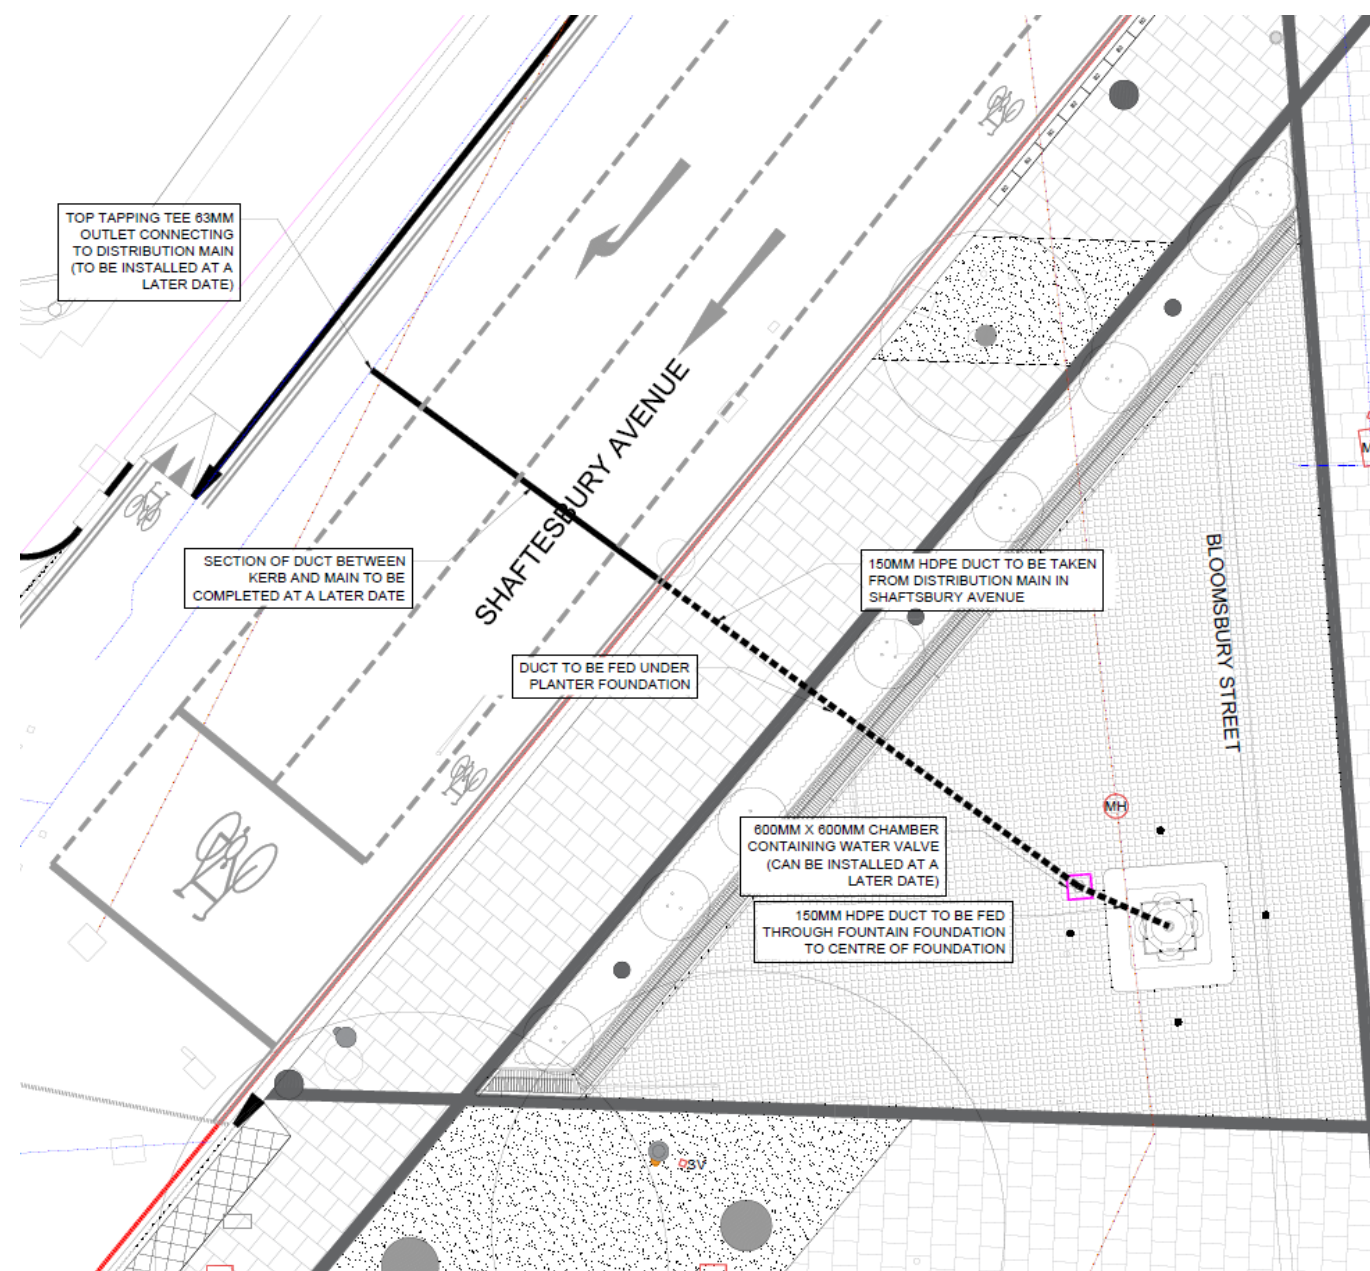 TOP TAPPING TEE 63MM
OUTLET CONNECTING
TO DISTRIBUTION MAIN
(TO BE INSTALLED AT A
LATER DATE)
SHAFTESBURY AVENUE
SECTION OF DUCT BETWEEN
KERB AND MAIN TO BE
COMPLETED AT A LATER DATE
150MM HDPE DUCT TO BE TAKEN
FROM DISTRIBUTION MAIN IN
SHAFTSBURY AVENUE
BLOOMSBURY STREET
DUCT TO BE FED UNDER
PLANTER FOUNDATION
MH
600MM X 600MM CHAMBER
CONTAINING WATER VALVE
(CAN BE INSTALLED AT A
LATER DATE)
150MM HDPE DUCT TO BE FED
THROUGH FOUNTAIN FOUNDATION
TO CENTRE OF FOUNDATION